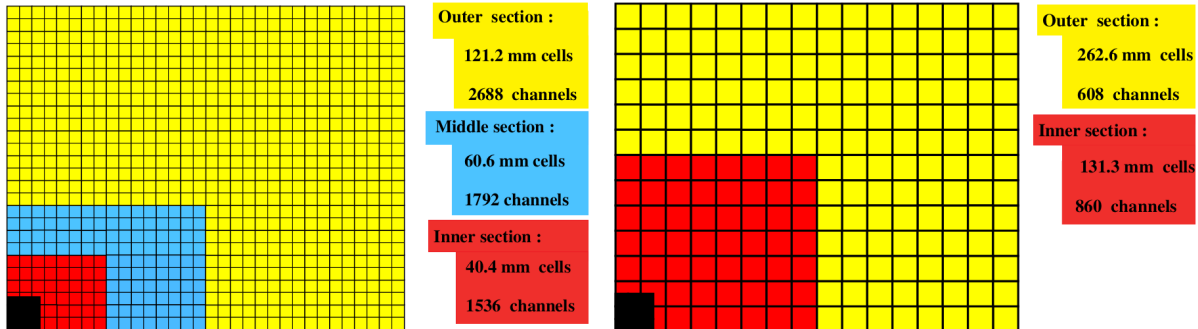 Outer section :
121.2 mm cells
2688 channels
Middle section :
60.6 mm cells
1792 channels
Inner section :
40.4 mm cells
1536 channels
Outer section :
262.6 mm cells
608 channels
Inner section :
131.3 mm cells
860 channels